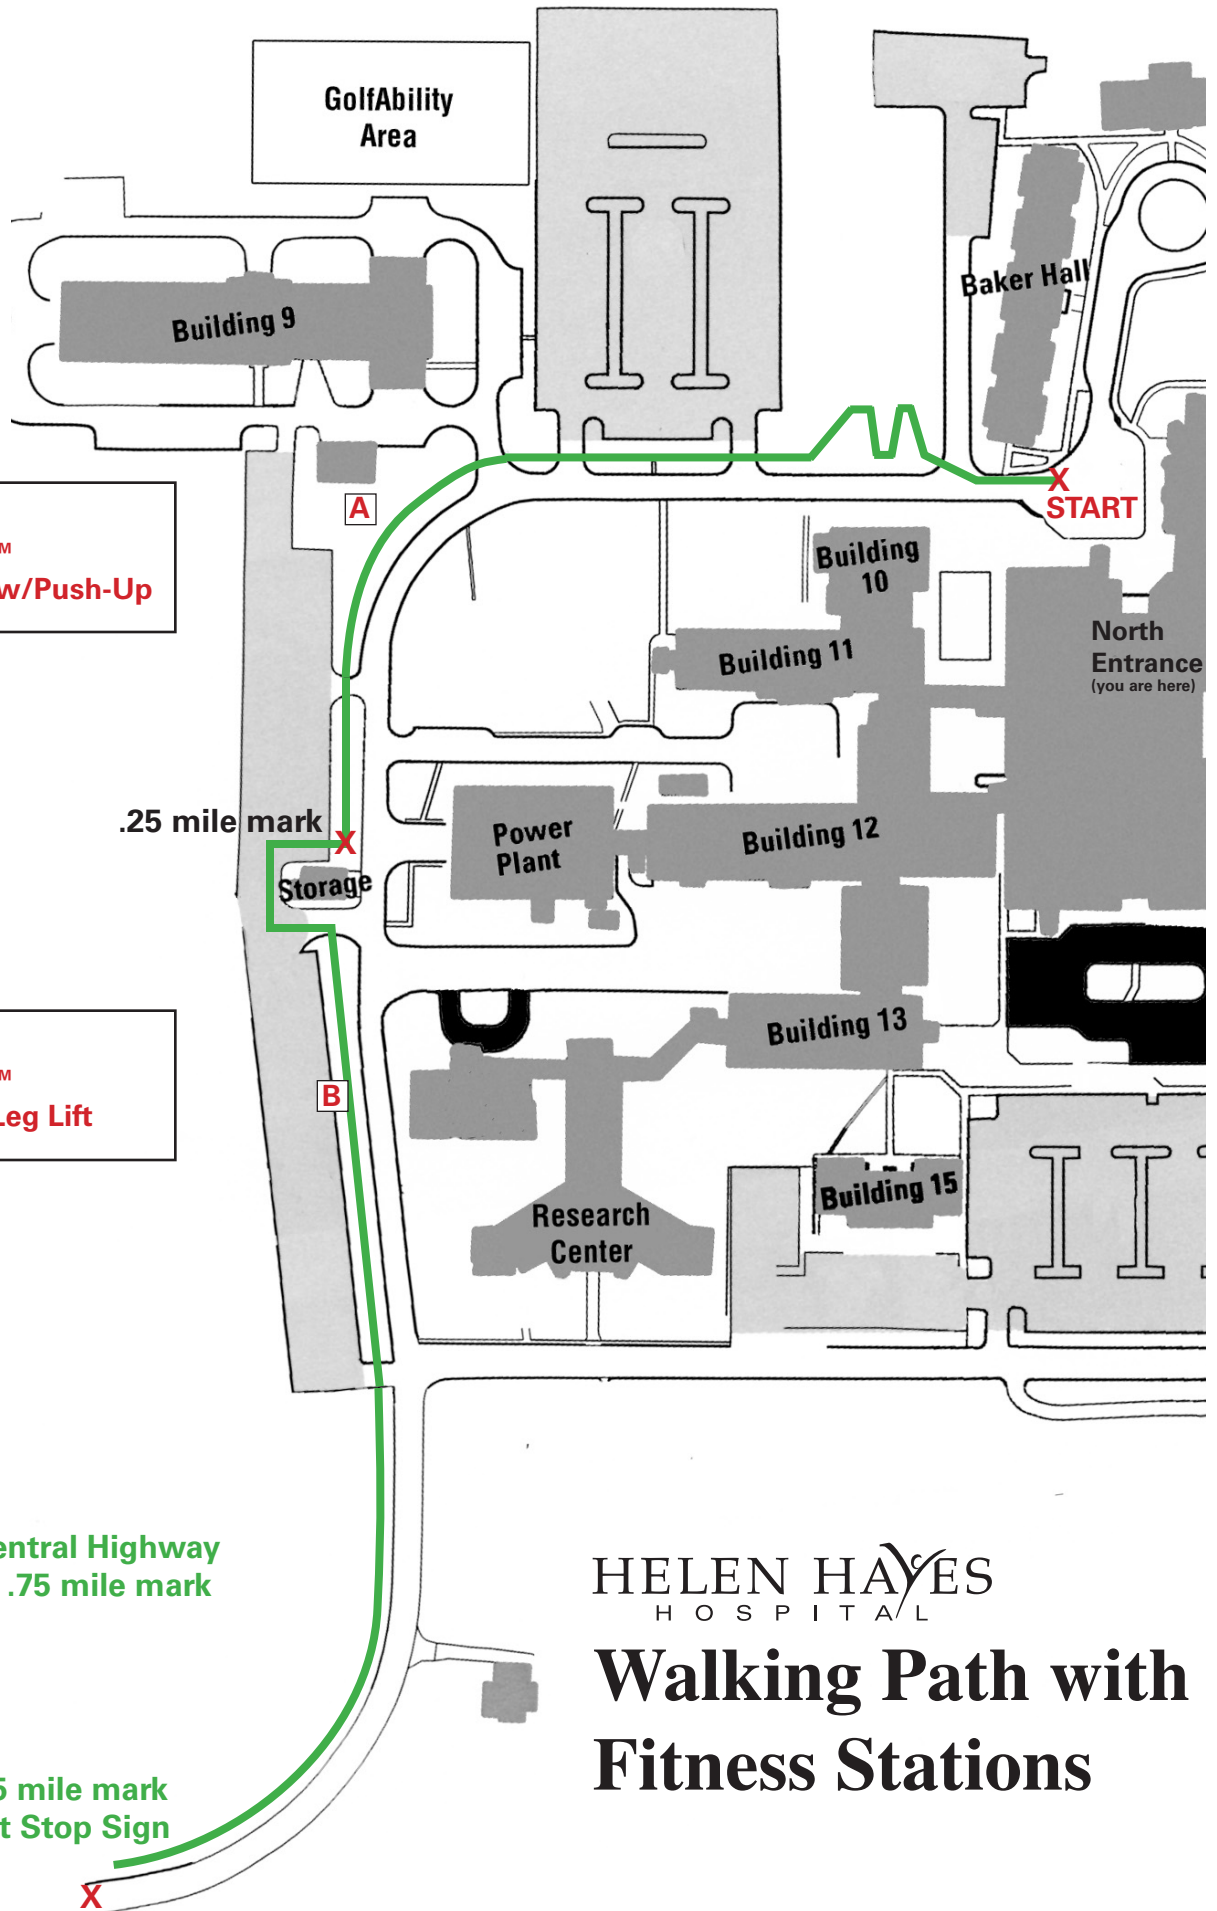 GolfAbility
Area
Baker Hall
Building 9
A
X
START
TM
w/Push-Up
Building
10
North
Entrance
(you are here)
Building 11
.25 mile mark
X
Power
Plant
Building 12
Storage
Building 13
TM
Leg Lift
B
Building 15
Research
Center
entral Highway
.75 mile mark
HELEN HAYES
HOSPITAL
Walking Path with
Fitness Stations
5 mile mark
t Stop Sign
X